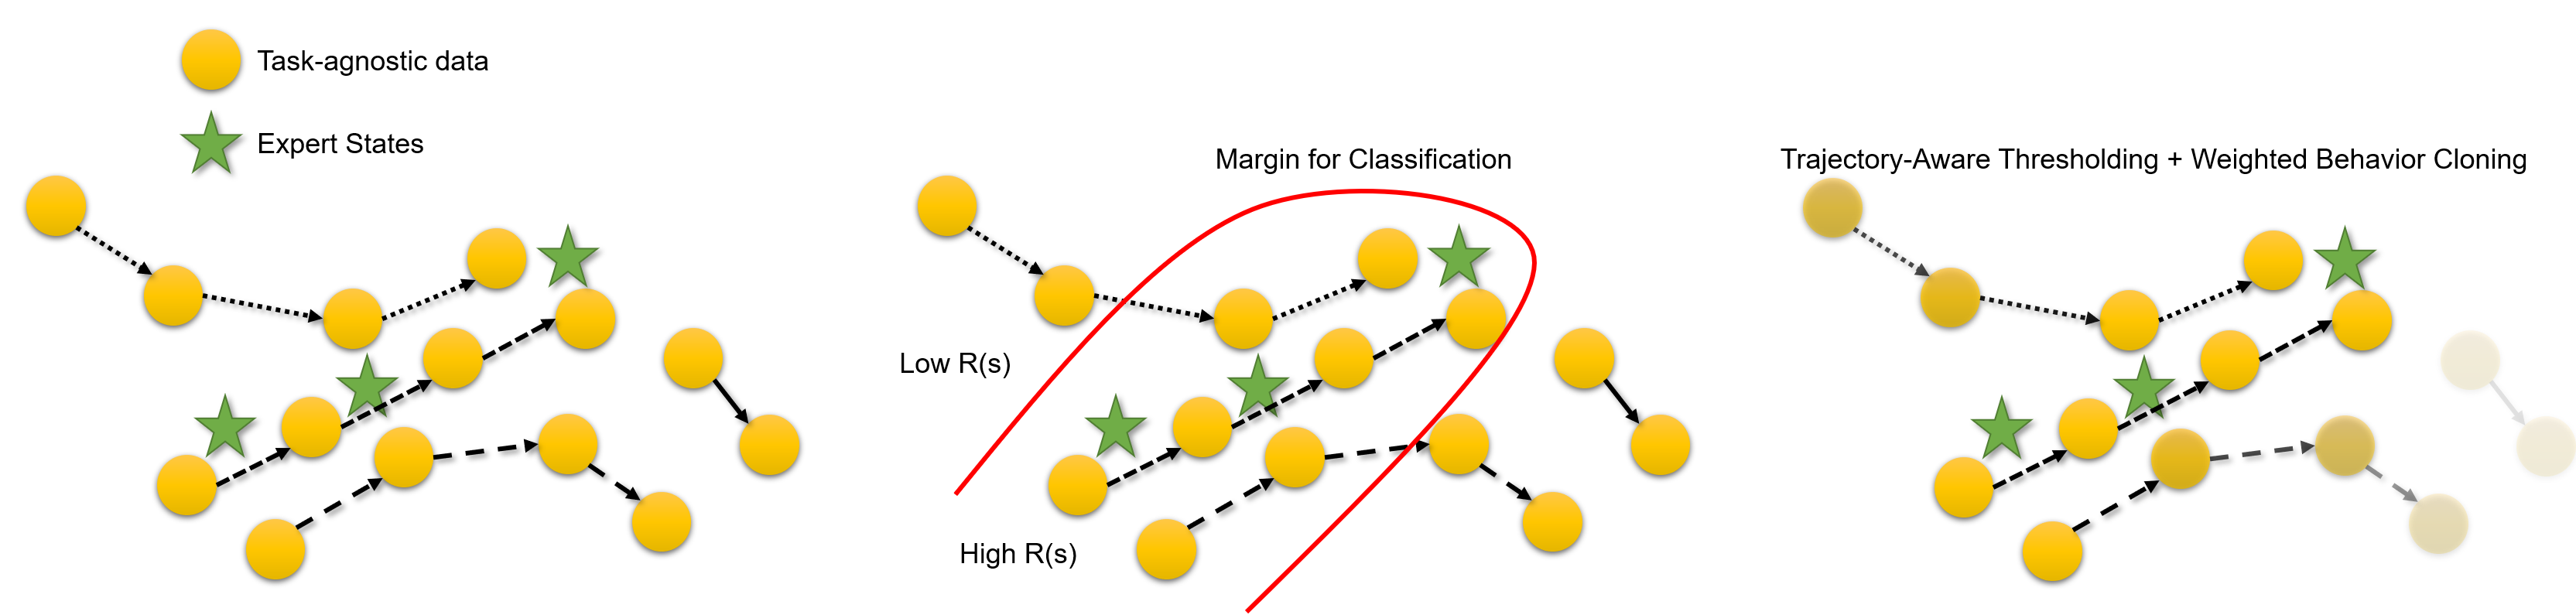 Task-agnostic data
Expert States
Margin for Classification
Low R(s)
High R(s)
Trajectory-Aware Thresholding + Weighted Behavior Cloning